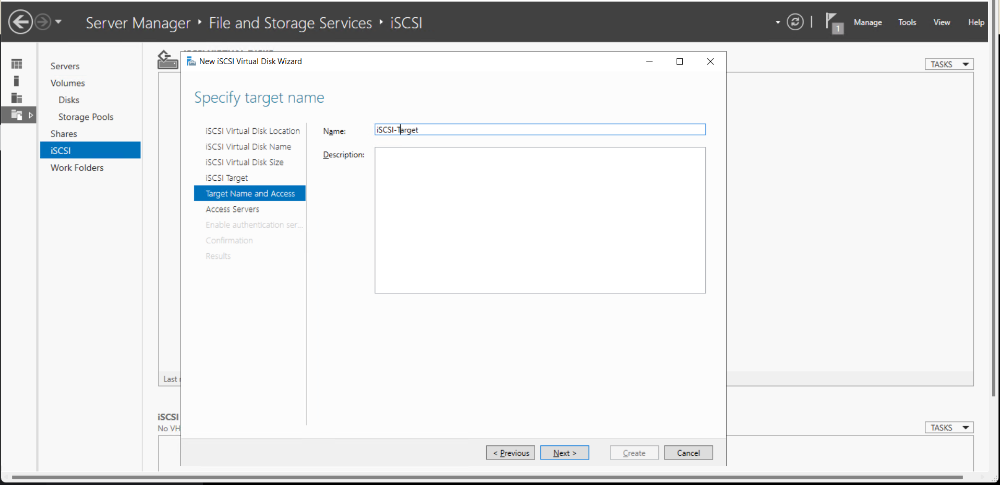 Server Manager ‣ File and Storage Services ‣ iSCSI
1
Manage
Tools
View
Help
Servers
Volumes
Disks
Storage Pools
Shares
iSCSI
Work Folders
TASKS
New iSCSI Virtual Disk Wizard
Specify target name
iSCSI Virtual Disk Location
iSCSI Virtual Disk Name
iSCSI Virtual Disk Size
iSCSI Target
Target Name and Access
Access Servers
Enable authentication ser...
Confirmation
Results
Name:
iSCSI-Target
Description:
Last
iSCSI
No VH
TASKS
< Previous
Next >
Create
Cancel